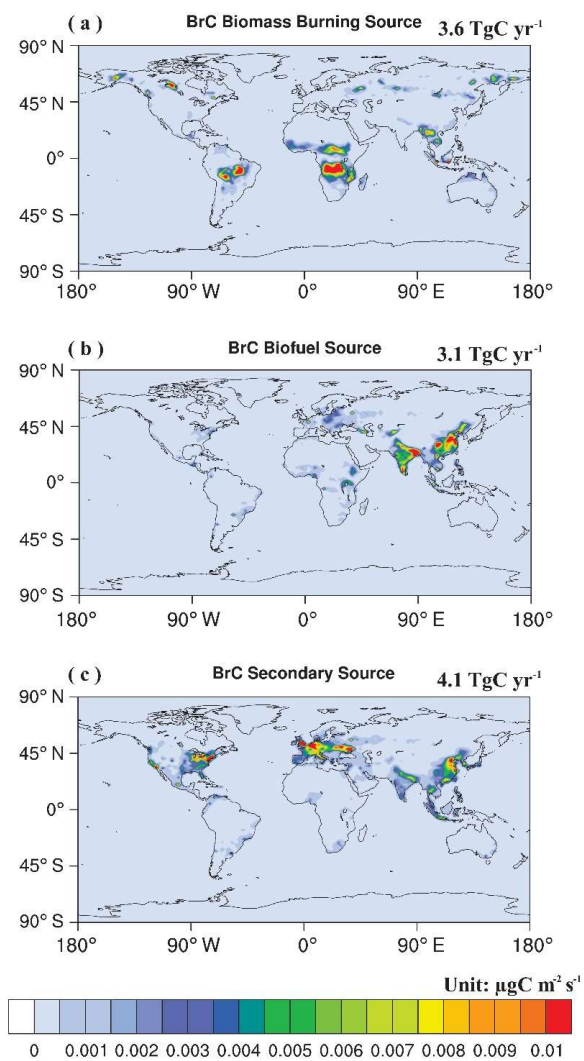 ( a )
BrC Biomass Burning Source
3.6 TgC yr⁻¹
90° N
45° N
0°
45° S
90° S
180° 90° W 0° 90° E 180°
( b )
BrC Biofuel Source
3.1 TgC yr⁻¹
90° N
45° N
0°
45° S
90° S
180° 90° W 0° 90° E 180°
( c )
BrC Secondary Source
4.1 TgC yr⁻¹
90° N
45° N
0°
45° S
90° S
180° 90° W 0° 90° E 180°
Unit: µgC m⁻² s⁻¹
0 0.001 0.002 0.003 0.004 0.005 0.006 0.007 0.008 0.009 0.01